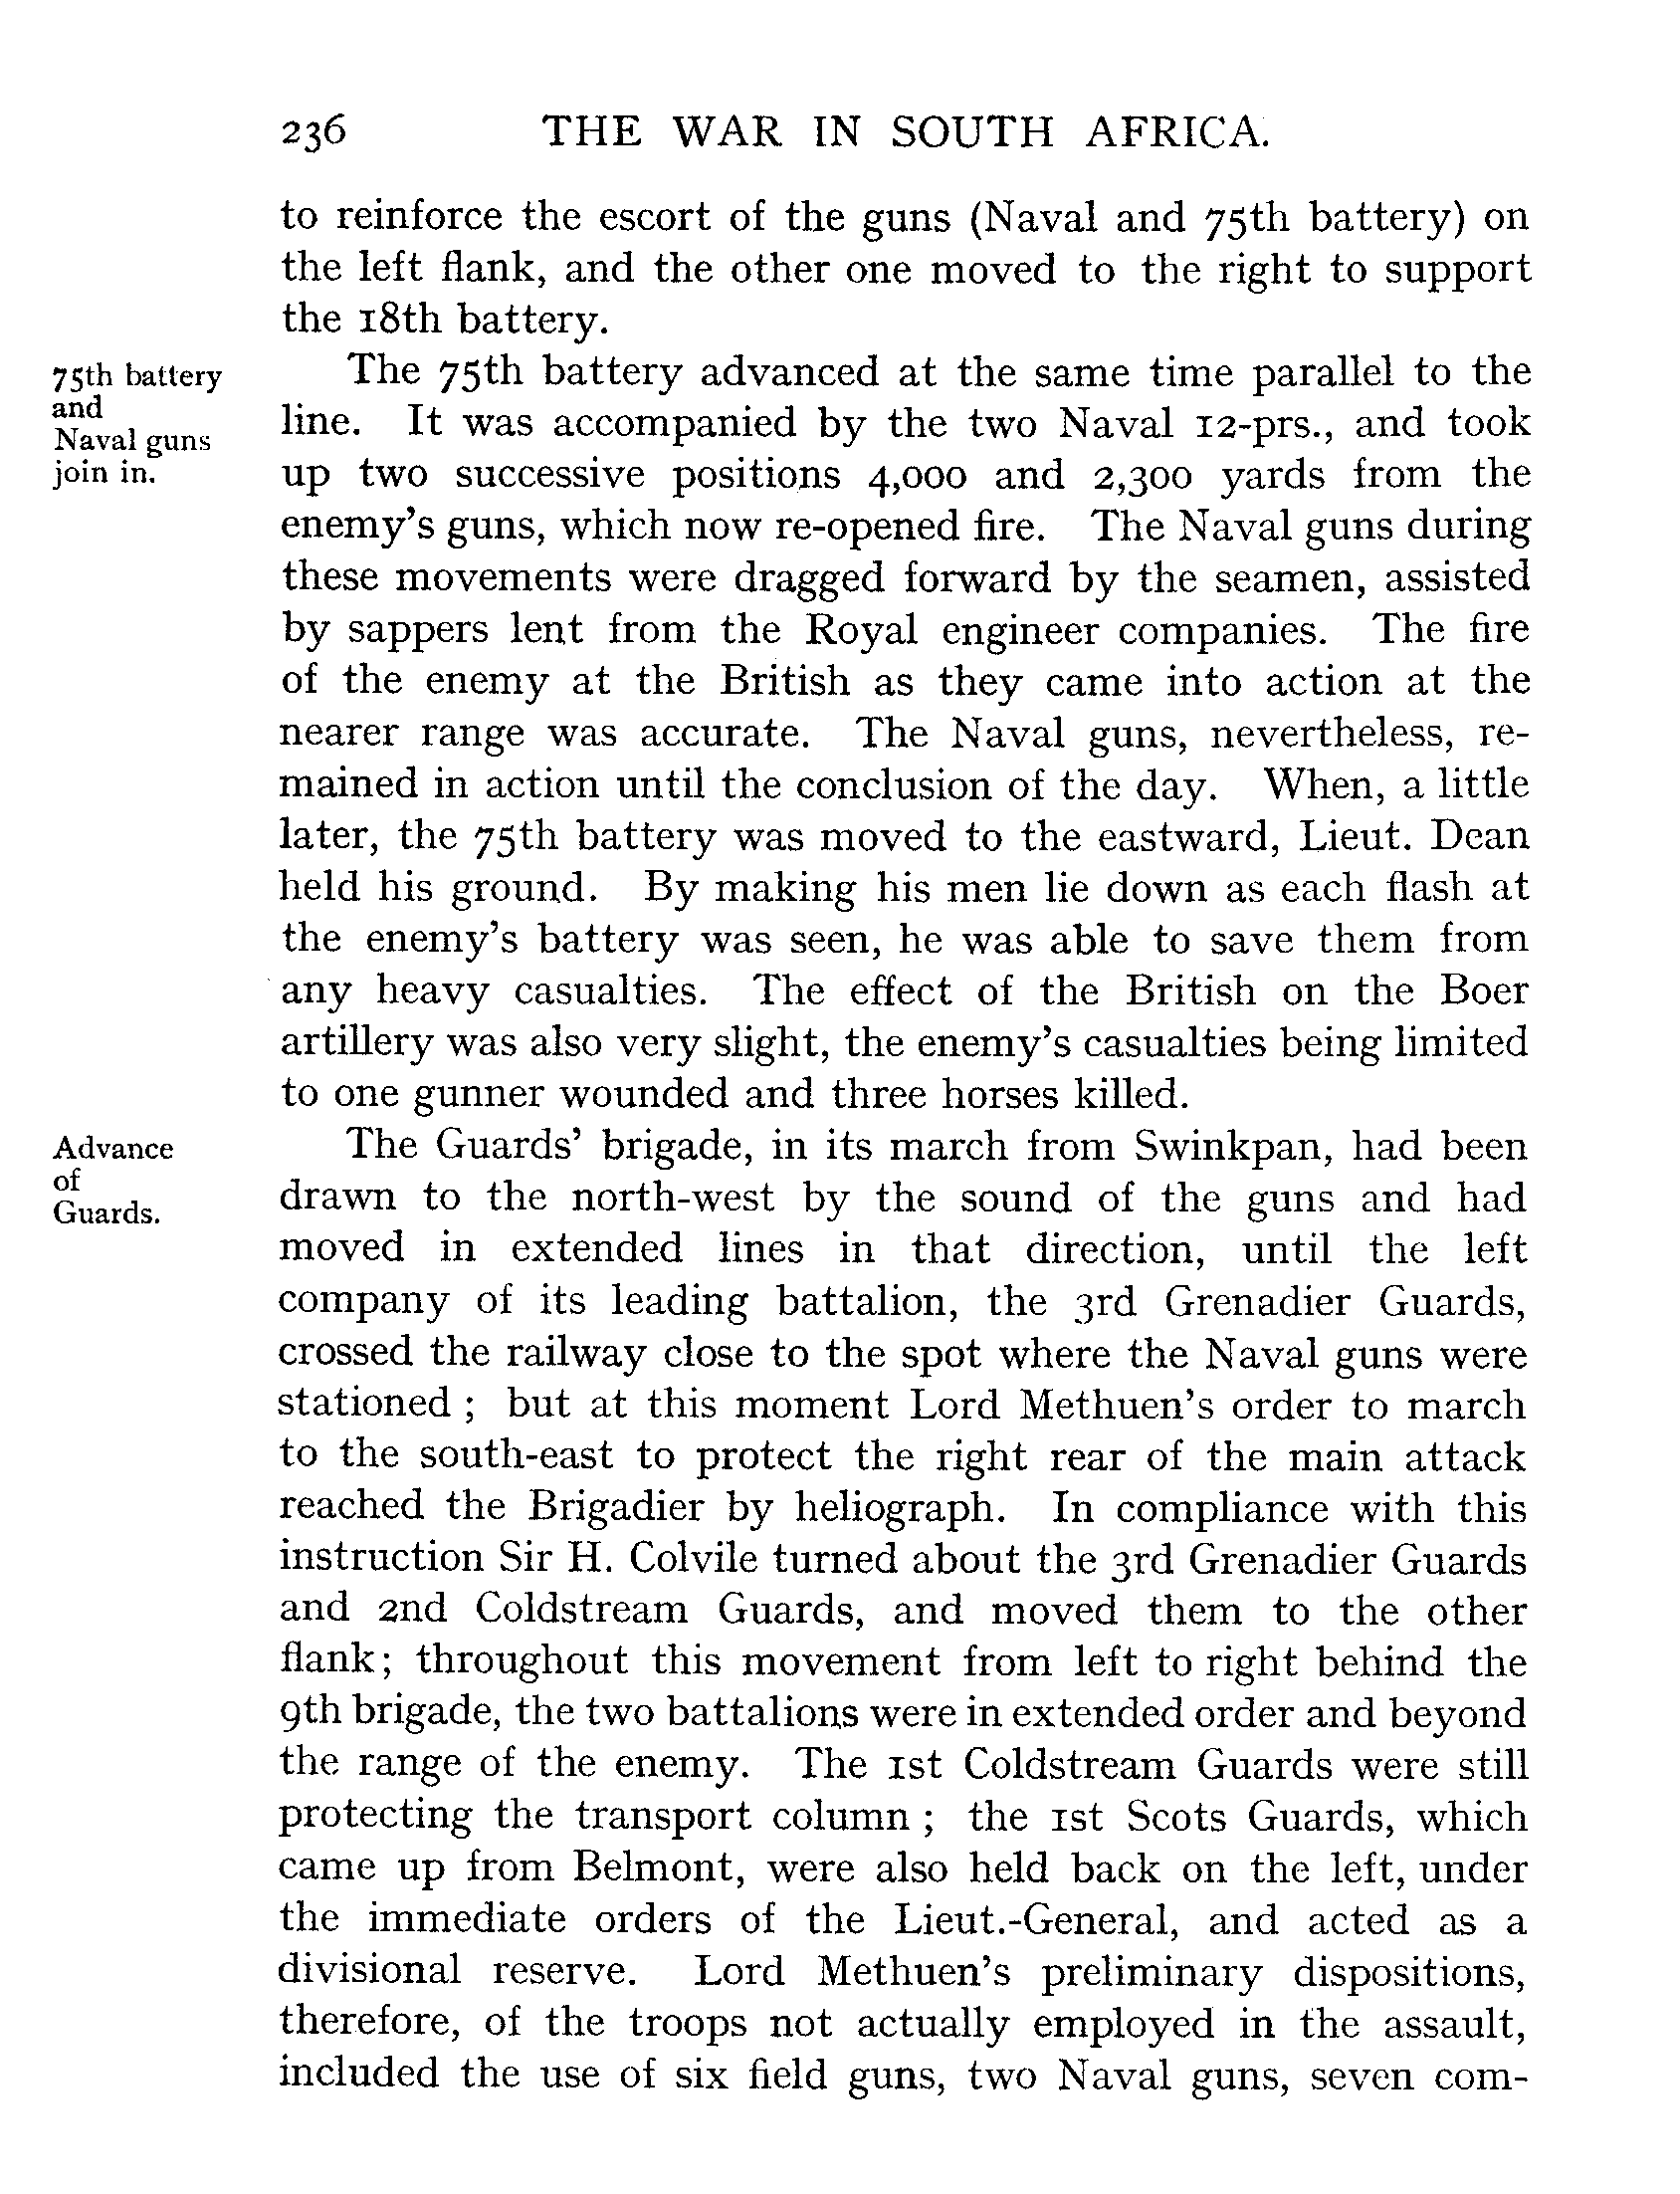 236 THE WAR IN SOUTH AFRICA.
to reinforce the escort of the guns (Naval and 75th battery) on
the left flank, and the other one moved to the right to support
the 18th battery.
75th battery
and
Naval guns
join in.
The 75th battery advanced at the same time parallel to the
line. It was accompanied by the two Naval 12-prs., and took
up two successive positions 4,000 and 2,300 yards from the
enemy's guns, which now re-opened fire. The Naval guns during
these movements were dragged forward by the seamen, assisted
by sappers lent from the Royal engineer companies. The fire
of the enemy at the British as they came into action at the
nearer range was accurate. The Naval guns, nevertheless, re-
mained in action until the conclusion of the day. When, a little
later, the 75th battery was moved to the eastward, Lieut. Dean
held his ground. By making his men lie down as each flash at
the enemy's battery was seen, he was able to save them from
any heavy casualties. The effect of the British on the Boer
artillery was also very slight, the enemy's casualties being limited
to one gunner wounded and three horses killed.
Advance
of
Guards.
The Guards' brigade, in its march from Swinkpan, had been
drawn to the north-west by the sound of the guns and had
moved in extended lines in that direction, until the left
company of its leading battalion, the 3rd Grenadier Guards,
crossed the railway close to the spot where the Naval guns were
stationed ; but at this moment Lord Methuen's order to march
to the south-east to protect the right rear of the main attack
reached the Brigadier by heliograph. In compliance with this
instruction Sir H. Colvile turned about the 3rd Grenadier Guards
and 2nd Coldstream Guards, and moved them to the other
flank; throughout this movement from left to right behind the
9th brigade, the two battalions were in extended order and beyond
the range of the enemy. The 1st Coldstream Guards were still
protecting the transport column ; the 1st Scots Guards, which
came up from Belmont, were also held back on the left, under
the immediate orders of the Lieut.-General, and acted as a
divisional reserve. Lord Methuen's preliminary dispositions,
therefore, of the troops not actually employed in the assault,
included the use of six field guns, two Naval guns, seven com-